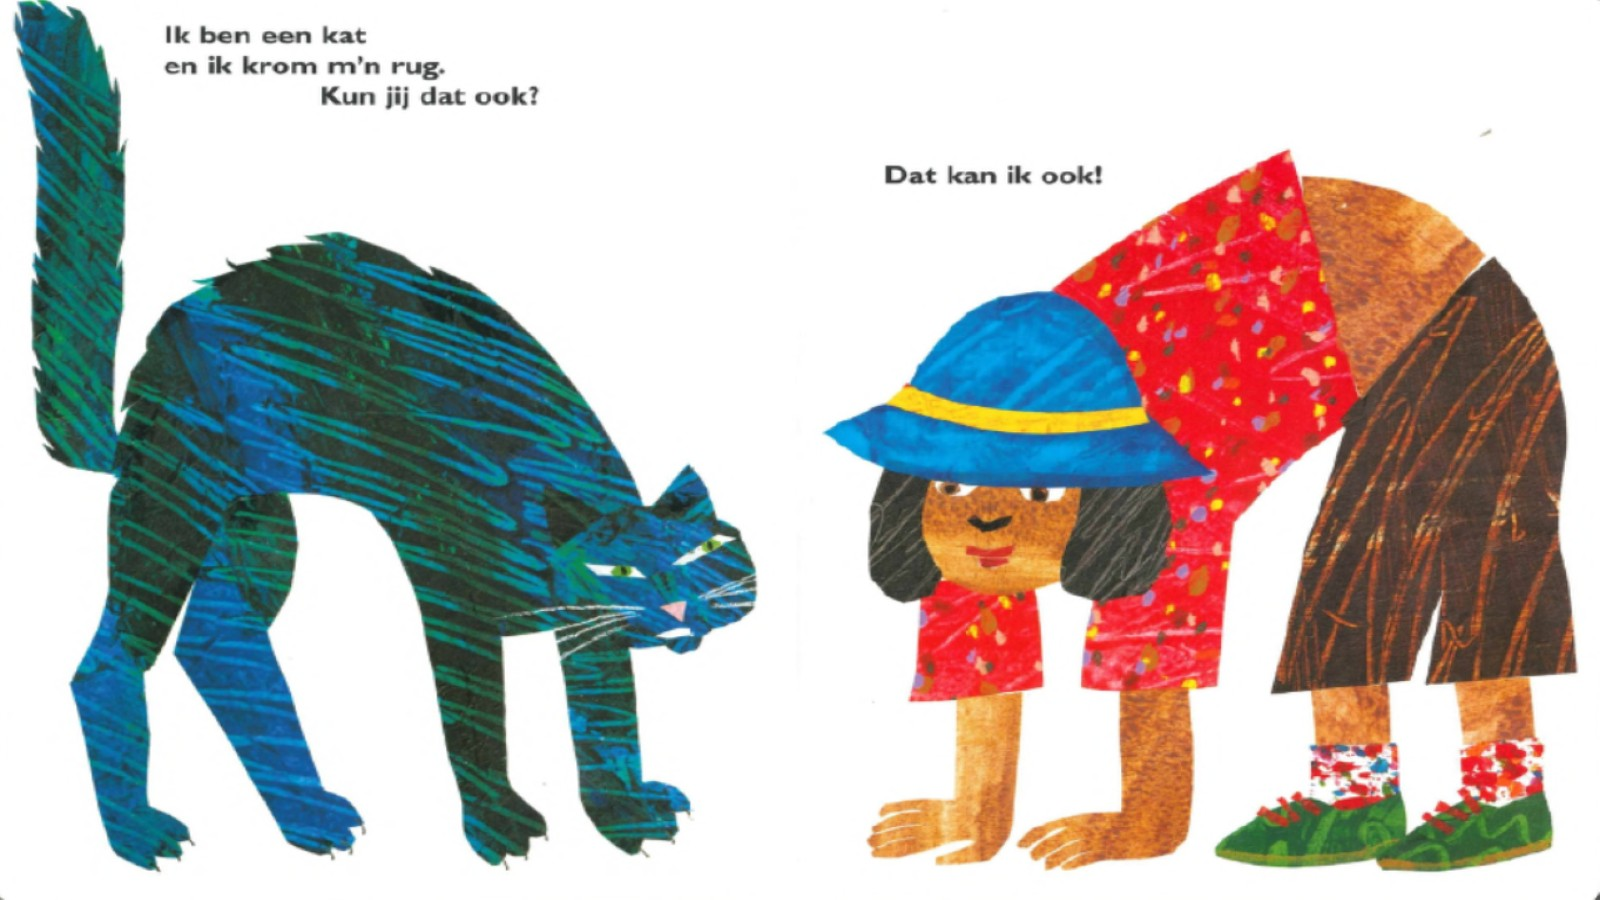 Ik ben een kat
en ik krom m'n rug.
Kun jij dat ook?
Dat kan ik ook!